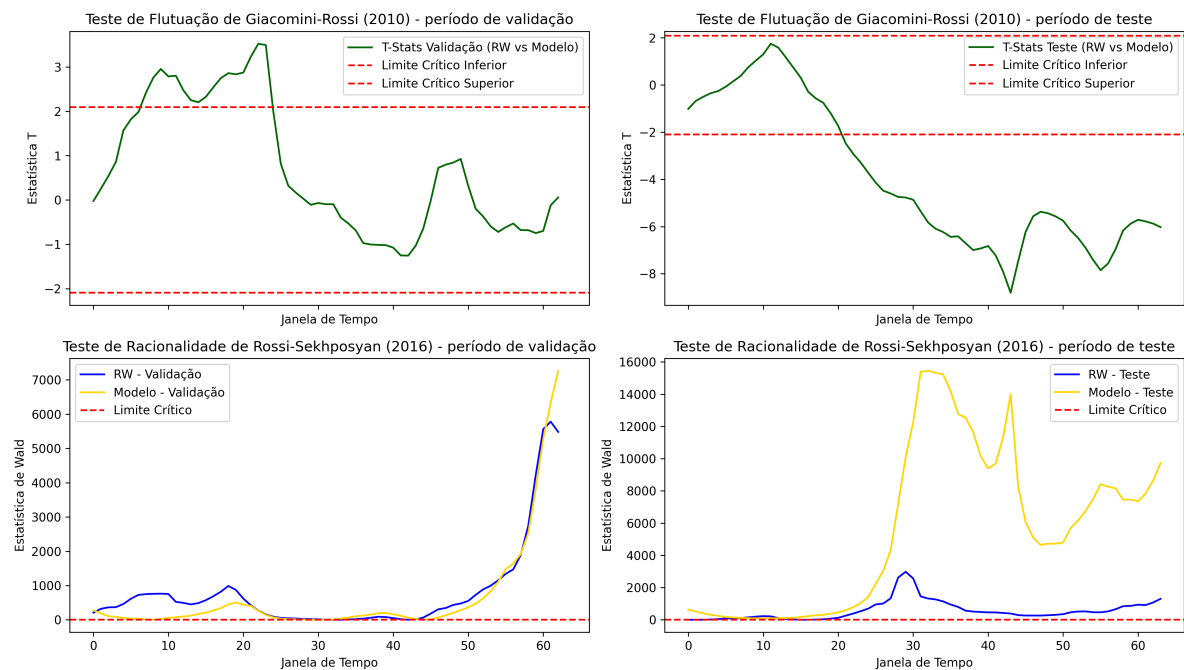 Teste de Flutuação de Giacomini-Rossi (2010) - período de validação
T-Stats Validação (RW vs Modelo)
Limite Crítico Inferior
Limite Crítico Superior
3
2
1
0
−1
−2
Estatística T
Janela de Tempo
Teste de Flutuação de Giacomini-Rossi (2010) - período de teste
T-Stats Teste (RW vs Modelo)
Limite Crítico Inferior
Limite Crítico Superior
2
0
−2
−4
−6
−8
Estatística T
Janela de Tempo
Teste de Racionalidade de Rossi-Sekhposyan (2016) - período de validação
RW - Validação
Modelo - Validação
Limite Crítico
7000
6000
5000
4000
3000
2000
1000
0
Estatística de Wald
0 10 20 30 40 50 60
Janela de Tempo
Teste de Racionalidade de Rossi-Sekhposyan (2016) - período de teste
RW - Teste
Modelo - Teste
Limite Crítico
16000
14000
12000
10000
8000
6000
4000
2000
0
Estatística de Wald
0 10 20 30 40 50 60
Janela de Tempo